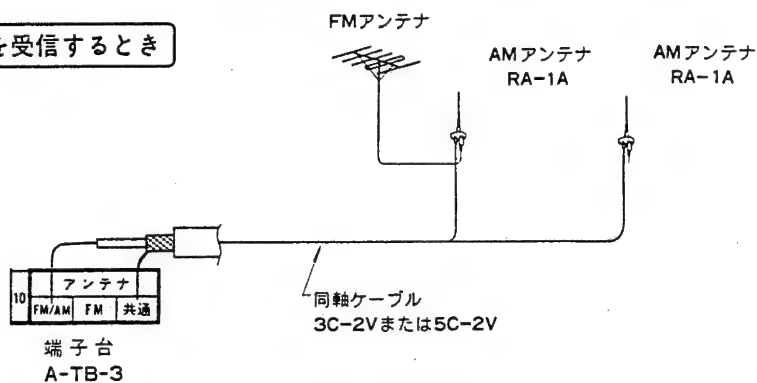 を受信するとき
FMアンテナ
AMアンテナ
RA-1A
AMアンテナ
RA-1A
同軸ケーブル
3C-2Vまたは5C-2V
10
アンテナ
FM/AM FM 共通
端子台
A-TB-3